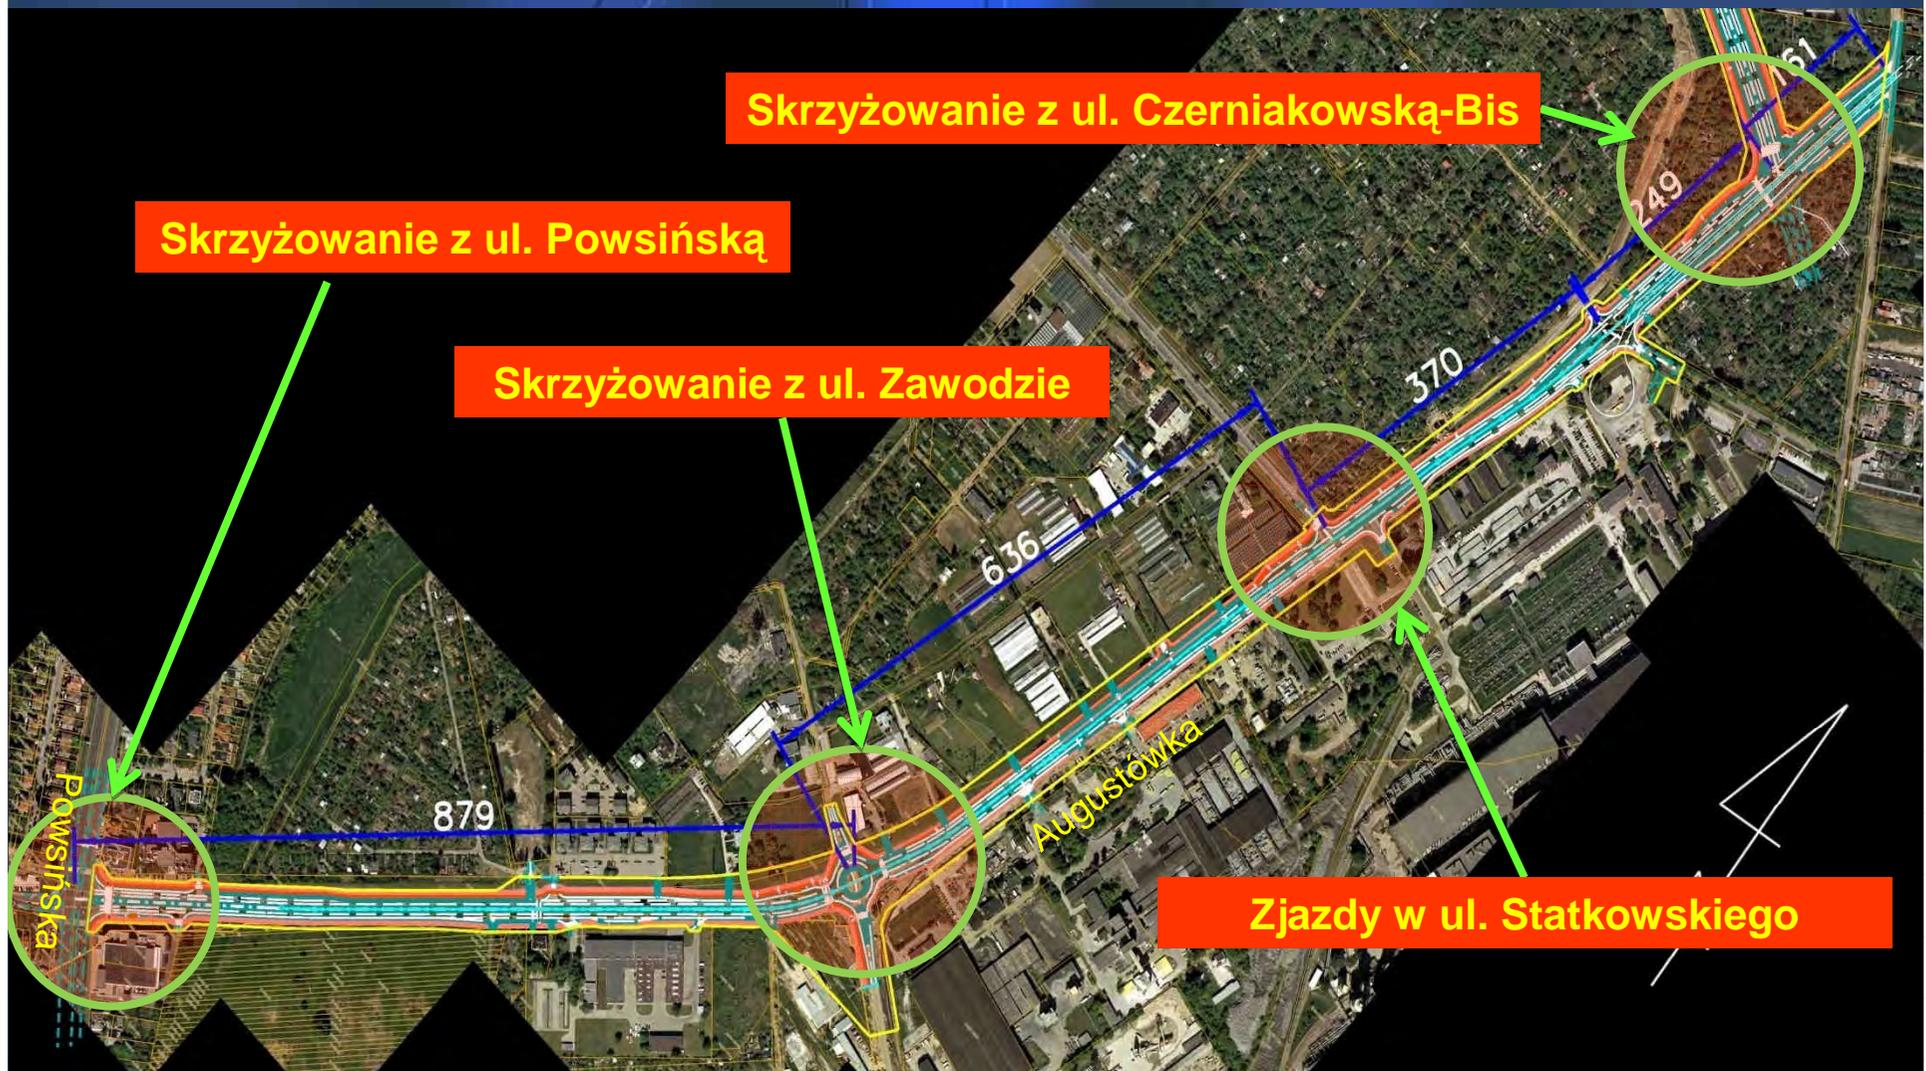 Skrzyżowanie z ul. Czerniakowską-Bis
161
249
Skrzyżowanie z ul. Powsińską
Skrzyżowanie z ul. Zawodzie
370
636
879
Powsińska
Augustówka
Zjazdy w ul. Statkowskiego